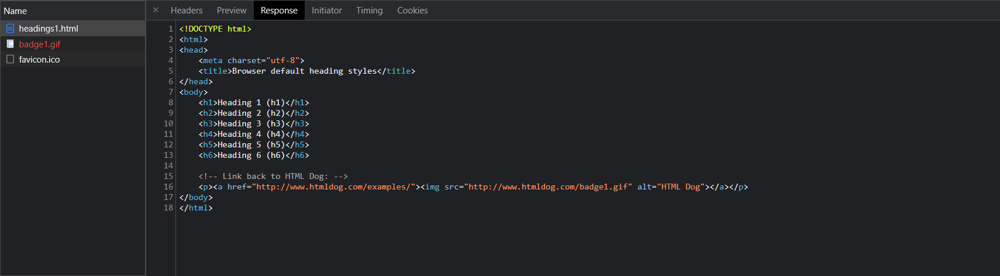 Name
headings1.html
badge1.gif
favicon.ico
× Headers Preview Response Initiator Timing Cookies
1 <!DOCTYPE html>
2 <html>
3 <head>
4     <meta charset="utf-8">
5     <title>Browser default heading styles</title>
6 </head>
7 <body>
8     <h1>Heading 1 (h1)</h1>
9     <h2>Heading 2 (h2)</h2>
10     <h3>Heading 3 (h3)</h3>
11     <h4>Heading 4 (h4)</h4>
12     <h5>Heading 5 (h5)</h5>
13     <h6>Heading 6 (h6)</h6>
14
15     <!-- Link back to HTML Dog: -->
16     <p><a href="http://www.htmldog.com/examples/"><img src="http://www.htmldog.com/badge1.gif" alt="HTML Dog"></a></p>
17 </body>
18 </html>